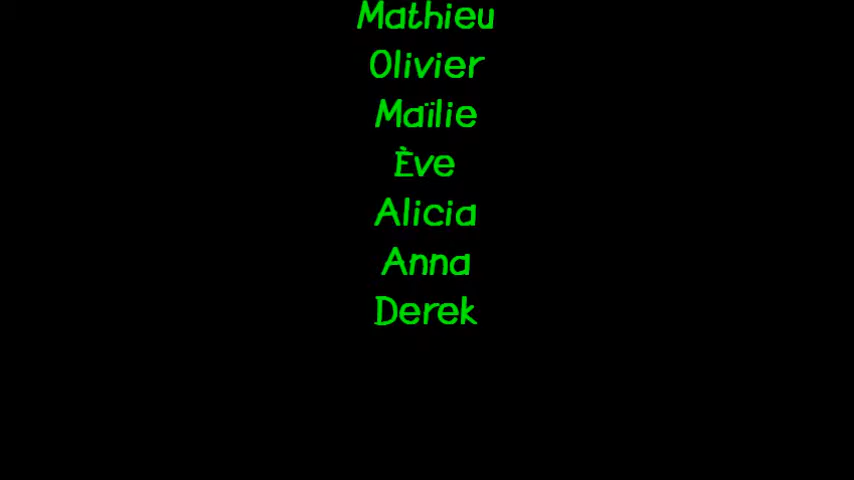 Mathieu
Olivier
Maïlie
Ève
Alicia
Anna
Derek